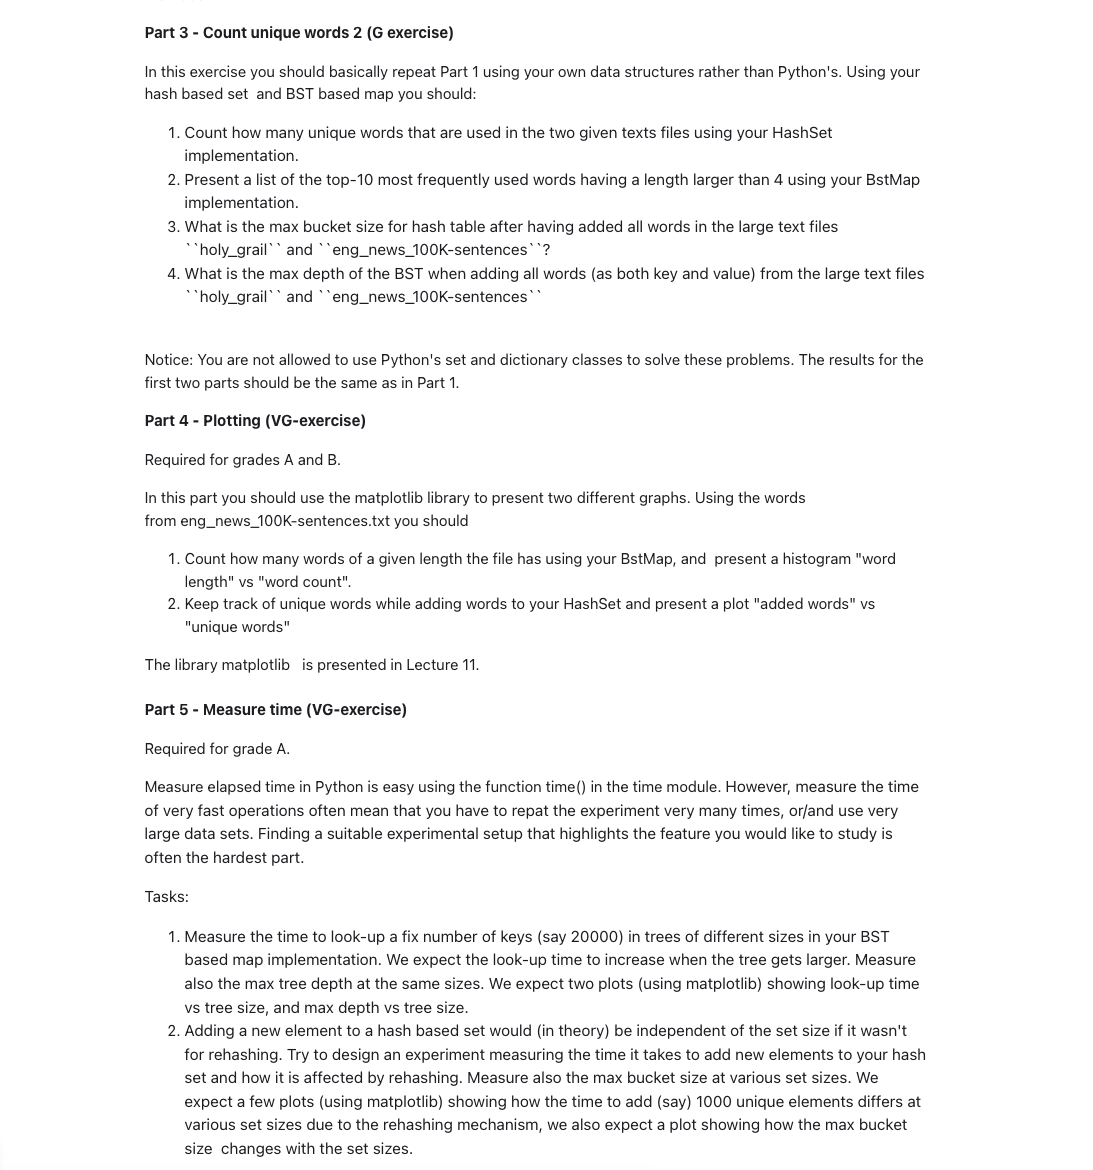 Part 3 - Count unique words 2 (G exercise)
In this exercise you should basically repeat Part 1 using your own data structures rather than Python's. Using your
hash based set  and BST based map you should:
1. Count how many unique words that are used in the two given texts files using your HashSet
implementation.
2. Present a list of the top-10 most frequently used words having a length larger than 4 using your BstMap
implementation.
3. What is the max bucket size for hash table after having added all words in the large text files
``holy_grail`` and ``eng_news_100K-sentences``?
4. What is the max depth of the BST when adding all words (as both key and value) from the large text files
``holy_grail`` and ``eng_news_100K-sentences``
Notice: You are not allowed to use Python's set and dictionary classes to solve these problems. The results for the
first two parts should be the same as in Part 1.
Part 4 - Plotting (VG-exercise)
Required for grades A and B.
In this part you should use the matplotlib library to present two different graphs. Using the words
from eng_news_100K-sentences.txt you should
1. Count how many words of a given length the file has using your BstMap, and  present a histogram "word
length" vs "word count".
2. Keep track of unique words while adding words to your HashSet and present a plot "added words" vs
"unique words"
The library matplotlib   is presented in Lecture 11.
Part 5 - Measure time (VG-exercise)
Required for grade A.
Measure elapsed time in Python is easy using the function time() in the time module. However, measure the time
of very fast operations often mean that you have to repat the experiment very many times, or/and use very
large data sets. Finding a suitable experimental setup that highlights the feature you would like to study is
often the hardest part.
Tasks:
1. Measure the time to look-up a fix number of keys (say 20000) in trees of different sizes in your BST
based map implementation. We expect the look-up time to increase when the tree gets larger. Measure
also the max tree depth at the same sizes. We expect two plots (using matplotlib) showing look-up time
vs tree size, and max depth vs tree size.
2. Adding a new element to a hash based set would (in theory) be independent of the set size if it wasn't
for rehashing. Try to design an experiment measuring the time it takes to add new elements to your hash
set and how it is affected by rehashing. Measure also the max bucket size at various set sizes. We
expect a few plots (using matplotlib) showing how the time to add (say) 1000 unique elements differs at
various set sizes due to the rehashing mechanism, we also expect a plot showing how the max bucket
size  changes with the set sizes.